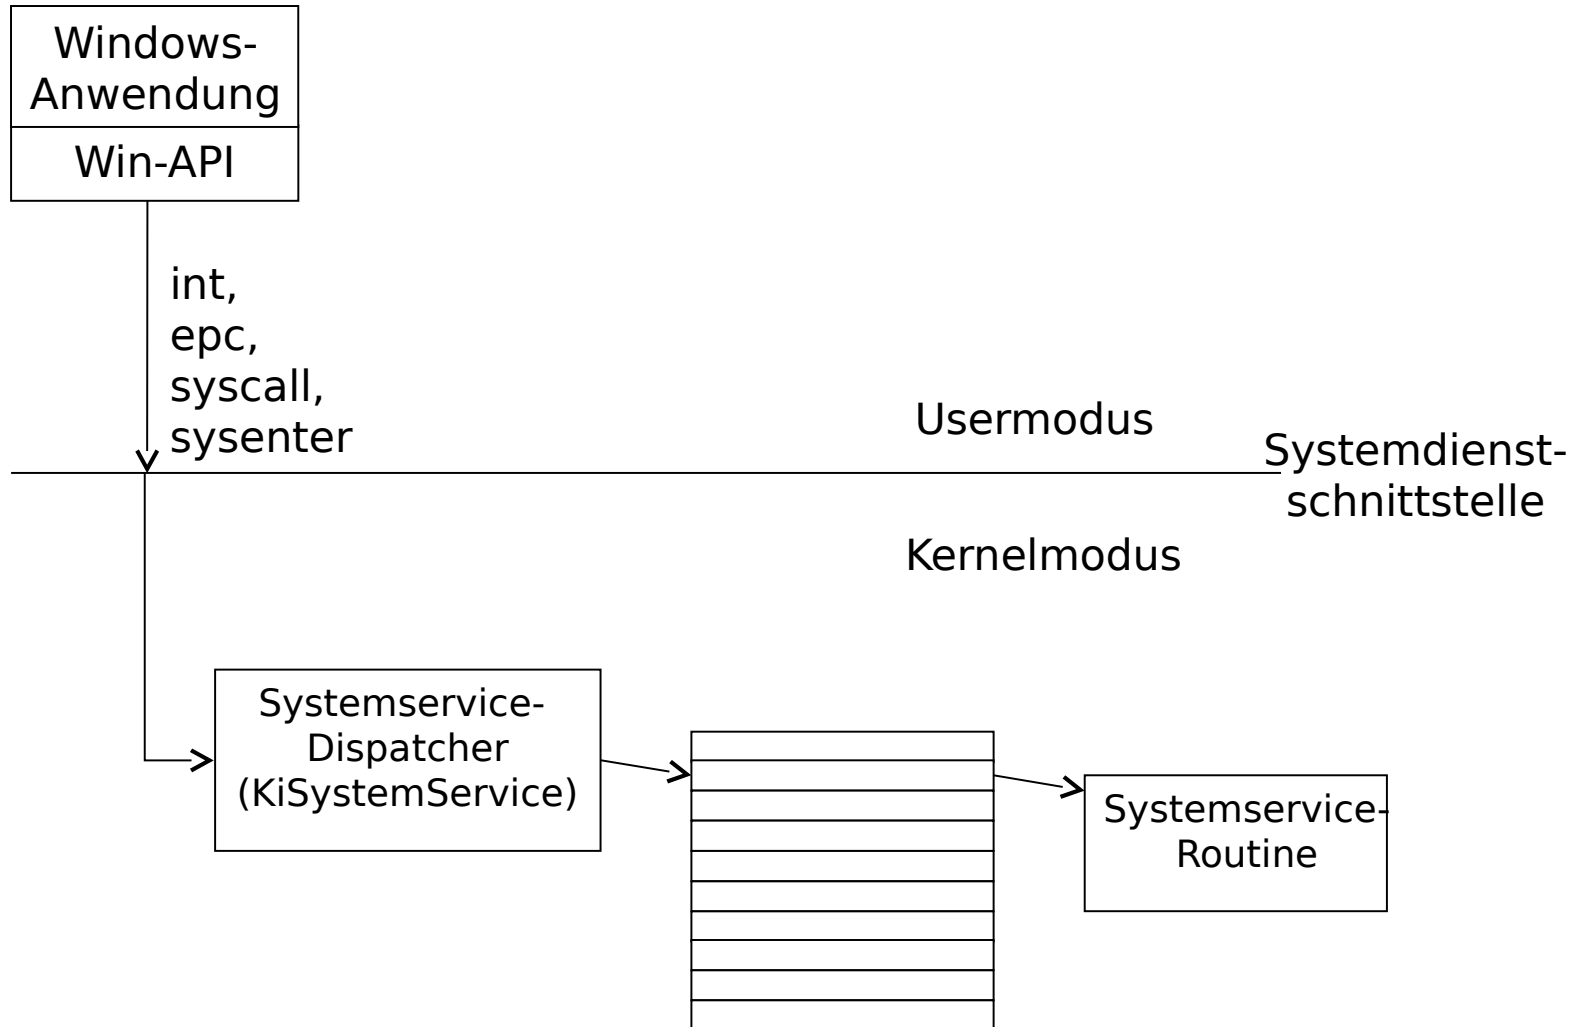 Windows-
Anwendung
Win-API
int,
epc,
syscall,
sysenter
Usermodus
Systemdienst-
schnittstelle
Kernelmodus
Systemservice-
Dispatcher
(KiSystemService)
Systemservice-
Routine